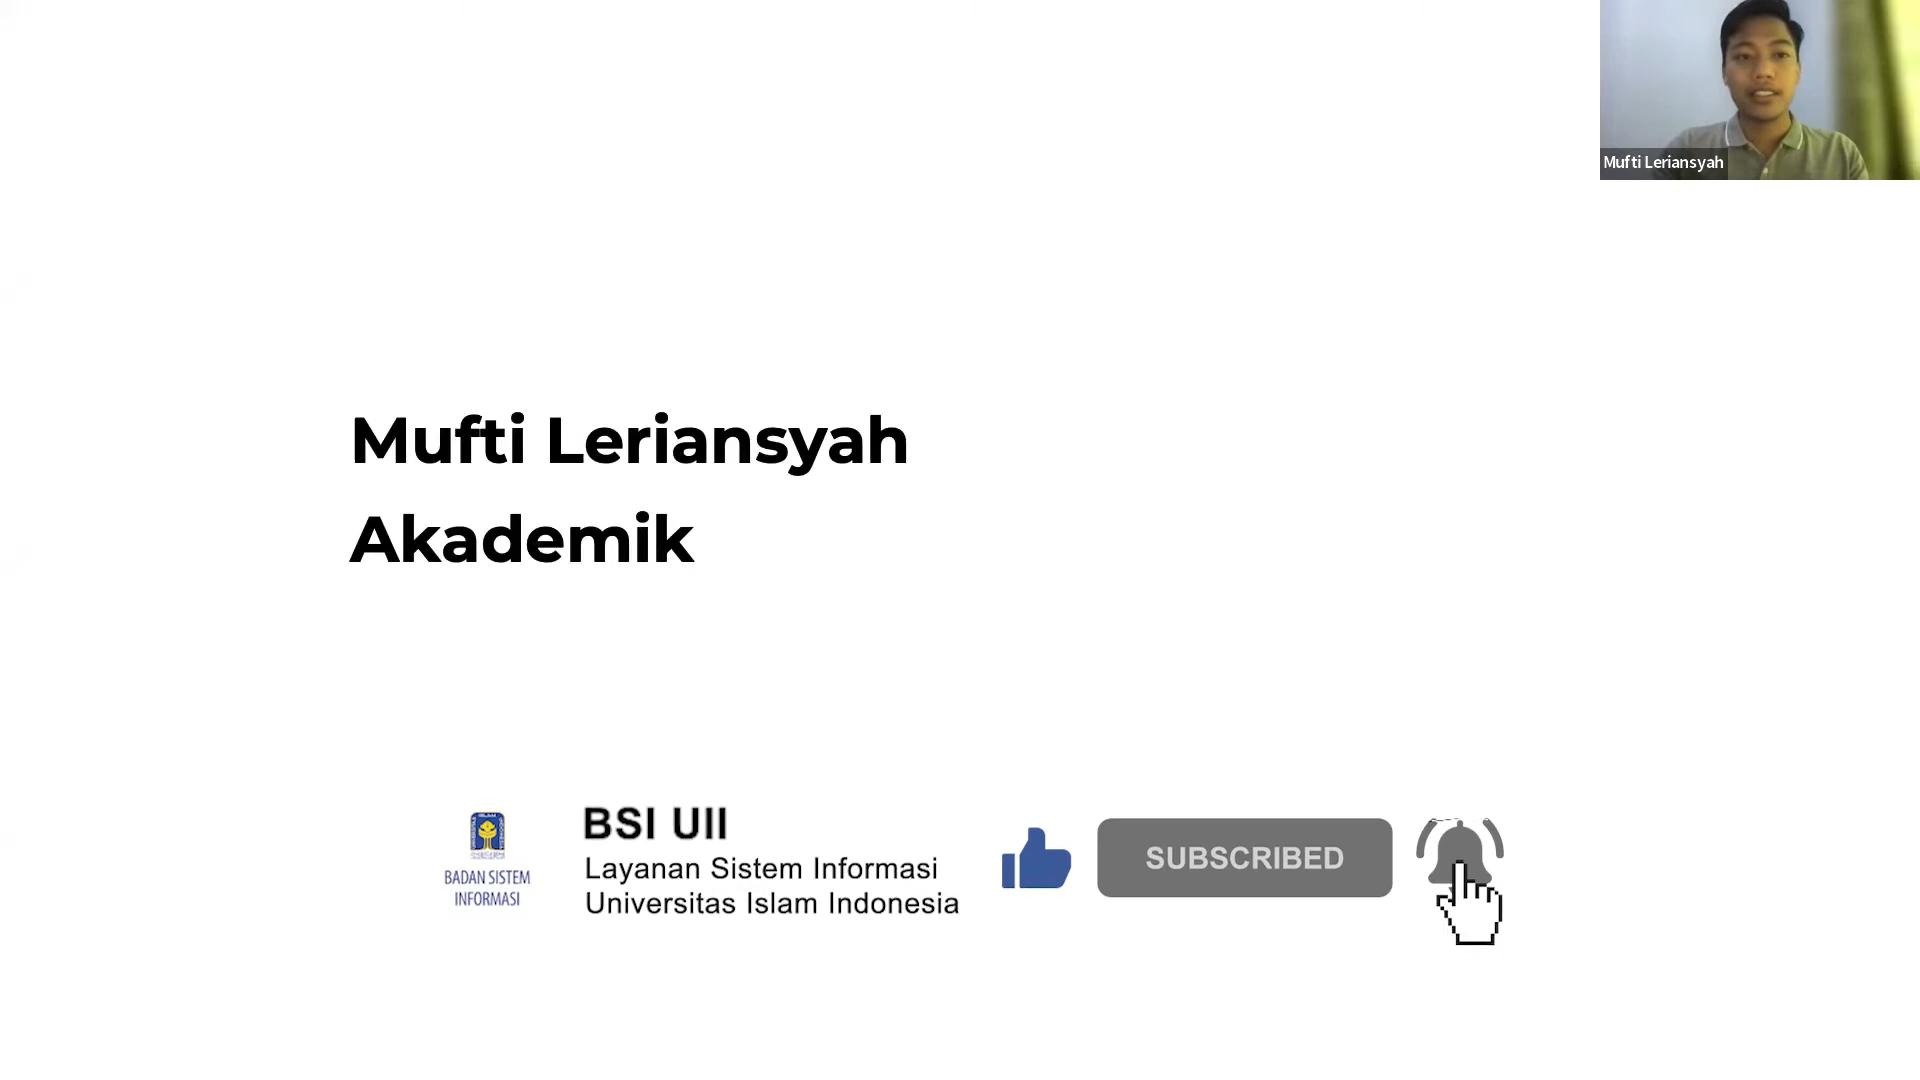 Mufti Leriansyah
Mufti Leriansyah
Akademik
BADAN SISTEM
INFORMASI
BSI UII
Layanan Sistem Informasi
Universitas Islam Indonesia
SUBSCRIBED